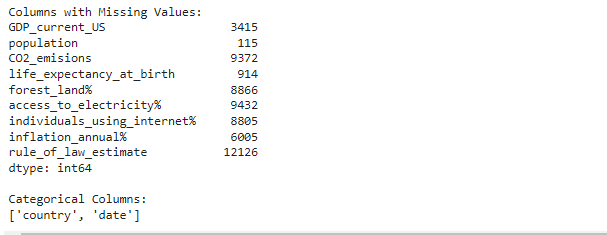 Columns with Missing Values:
GDP_current_US 3415
population 115
CO2_emisions 9372
life_expectancy_at_birth 914
forest_land% 8866
access_to_electricity% 9432
individuals_using_internet% 8805
inflation_annual% 6005
rule_of_law_estimate 12126
dtype: int64
Categorical Columns:
['country', 'date']